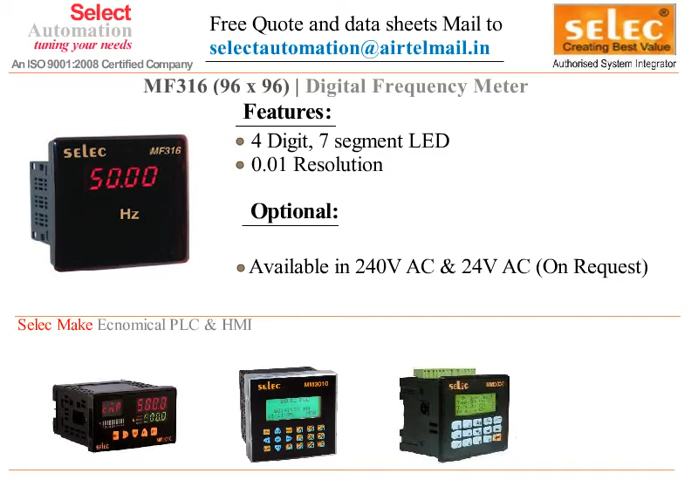 Select
Automation
tuning your needs
An ISO 9001:2008 Certified Company
Free Quote and data sheets Mail to
selectautomation@airtelmail.in
SELEC ®
Creating Best Value
Authorised System Integrator
MF316 (96 x 96) | Digital Frequency Meter
Features:
4 Digit, 7 segment LED
0.01 Resolution
selec MF316
50.00
Hz
Optional:
Available in 240V AC & 24V AC (On Request)
Selec Make Ecnomical PLC & HMI
selec
selec MM3010
selec